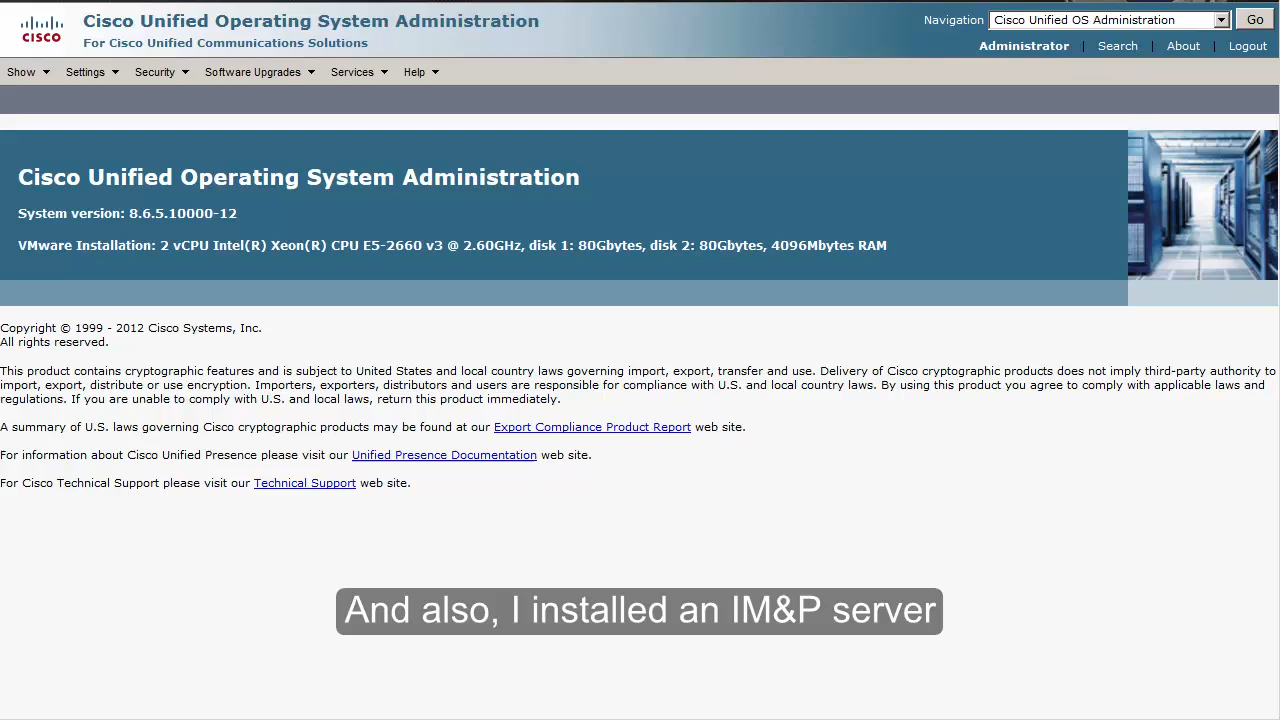 Cisco Unified Operating System Administration
Navigation Cisco Unified OS Administration Go
CISCO
For Cisco Unified Communications Solutions
Administrator | Search | About | Logout
Show Settings Security Software Upgrades Services Help
Cisco Unified Operating System Administration
System version: 8.6.5.10000-12
VMware Installation: 2 vCPU Intel(R) Xeon(R) CPU E5-2660 v3 @ 2.60GHz, disk 1: 80Gbytes, disk 2: 80Gbytes, 4096Mbytes RAM
Copyright © 1999 - 2012 Cisco Systems, Inc.
All rights reserved.
This product contains cryptographic features and is subject to United States and local country laws governing import, export, transfer and use. Delivery of Cisco cryptographic products does not imply third-party authority to
import, export, distribute or use encryption. Importers, exporters, distributors and users are responsible for compliance with U.S. and local country laws. By using this product you agree to comply with applicable laws and
regulations. If you are unable to comply with U.S. and local laws, return this product immediately.
A summary of U.S. laws governing Cisco cryptographic products may be found at our Export Compliance Product Report web site.
For information about Cisco Unified Presence please visit our Unified Presence Documentation web site.
For Cisco Technical Support please visit our Technical Support web site.
And also, I installed an IM&P server